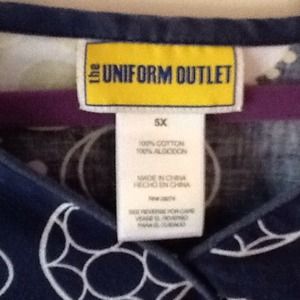 the UNIFORM OUTLET
5X
100% COTTON
100% ALGODON
MADE IN CHINA
HECHO EN CHINA
SEE REVERSE FOR CARE
VEASE EL REVERSO
PARA EL CUIDADO